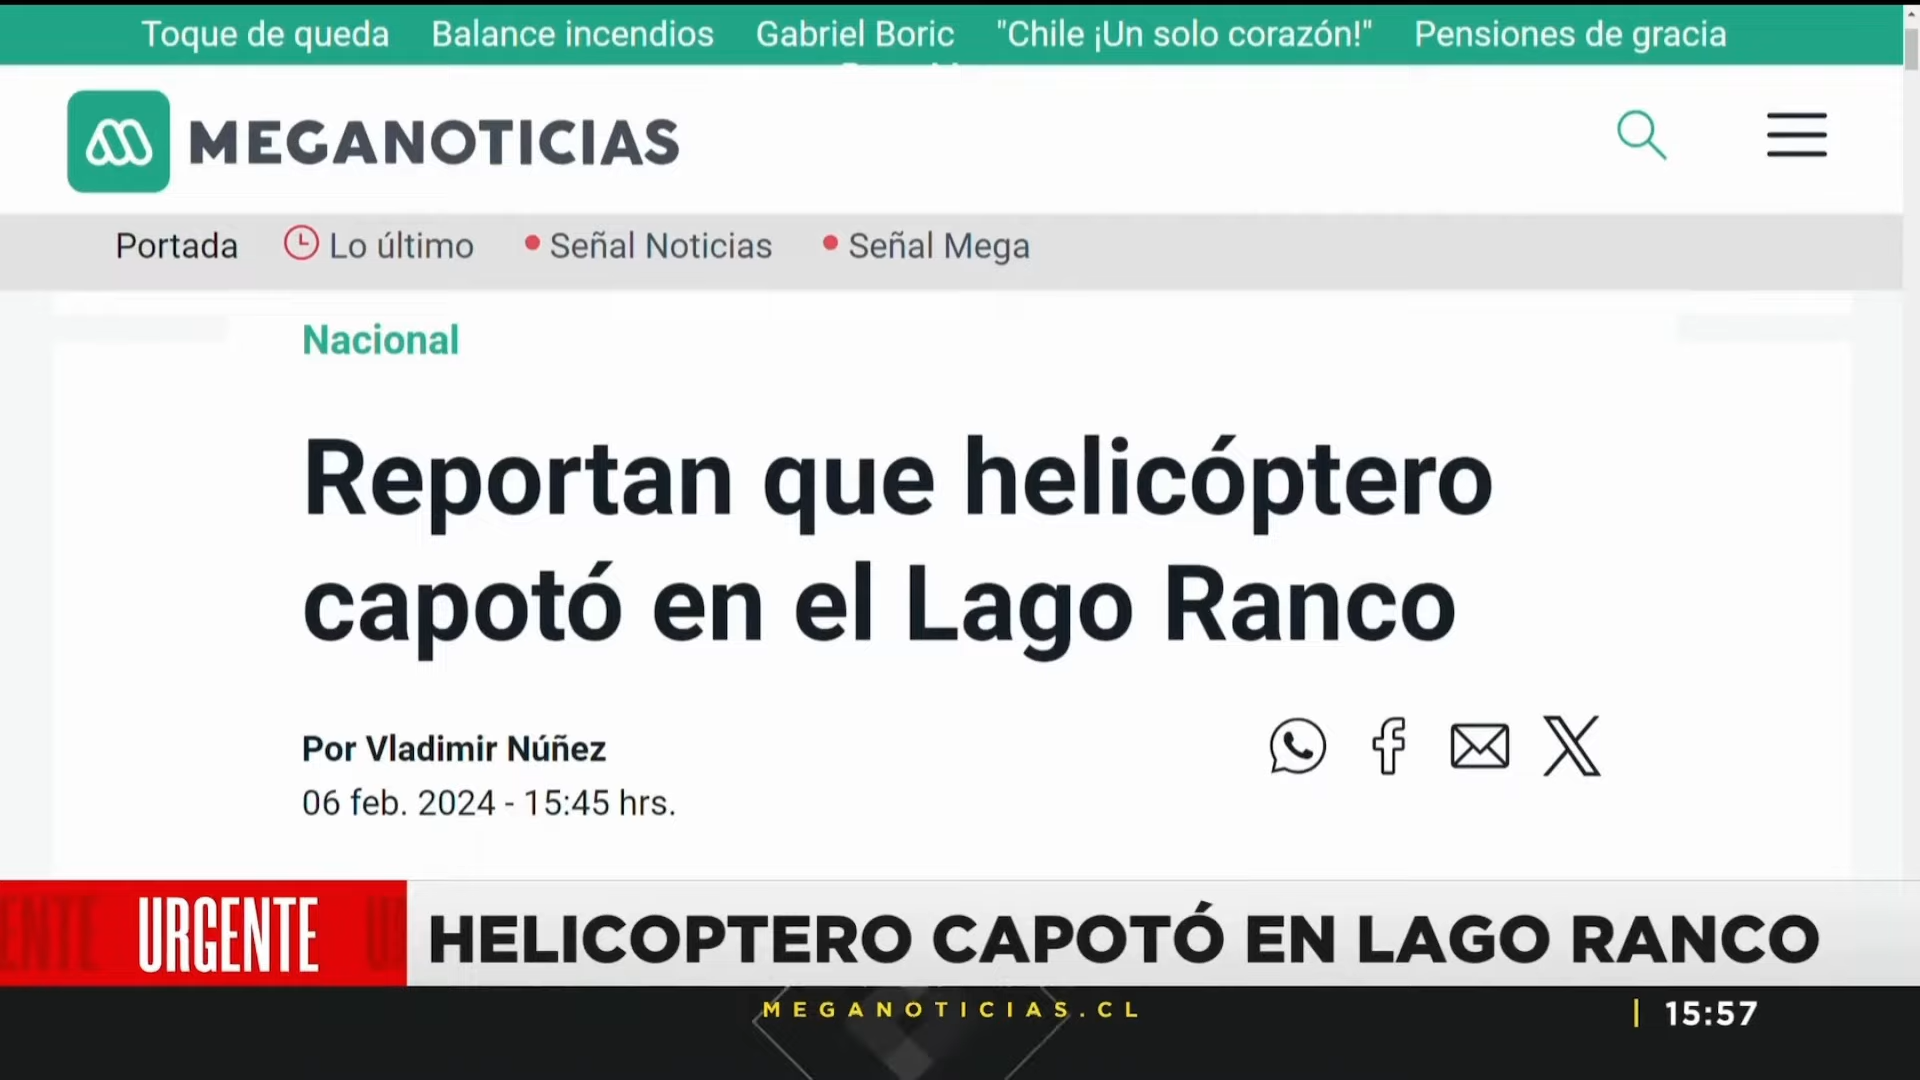 Toque de queda Balance incendios Gabriel Boric "Chile ¡Un solo corazón!" Pensiones de gracia
MEGANOTICIAS
Portada Lo último Señal Noticias Señal Mega
Nacional
Reportan que helicóptero
capotó en el Lago Ranco
Por Vladimir Núñez
06 feb. 2024 - 15:45 hrs.
URGENTE HELICOPTERO CAPOTÓ EN LAGO RANCO
MEGANOTICIAS.CL 15:57